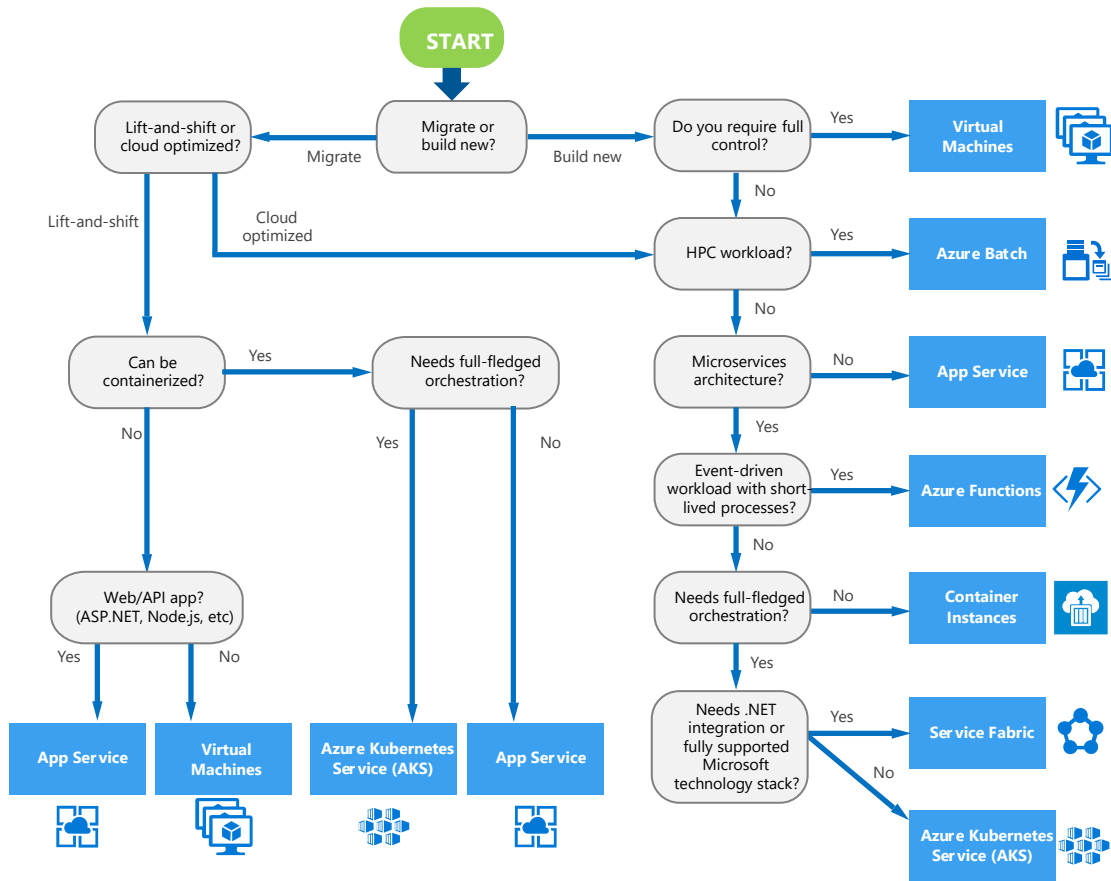 START
Lift-and-shift or
cloud optimized?
Migrate
Migrate or
build new?
Build new
Do you require full
control?
Yes
Virtual
Machines
No
Lift-and-shift
Cloud
optimized
HPC workload?
Yes
Azure Batch
No
Can be
containerized?
Yes
Needs full-fledged
orchestration?
Microservices
architecture?
No
App Service
No
Yes
No
Yes
Event-driven
workload with short-
lived processes?
Yes
Azure Functions
No
Web/API app?
(ASP.NET, Node.js, etc)
Needs full-fledged
orchestration?
No
Container
Instances
Yes
No
Yes
App Service
Virtual
Machines
Azure Kubernetes
Service (AKS)
App Service
Needs .NET
integration or
fully supported
Microsoft
technology stack?
Yes
Service Fabric
No
Azure Kubernetes
Service (AKS)